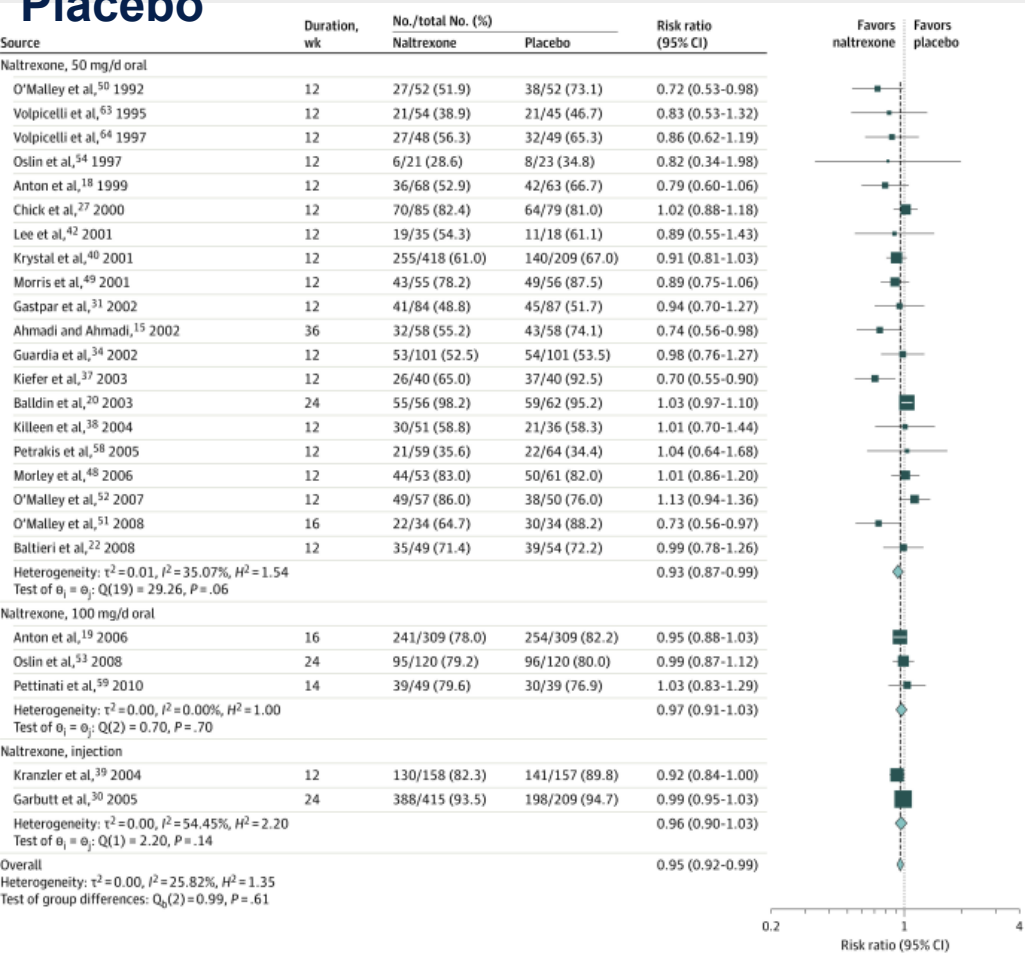 Placebo
Source Duration, wk No./total No. (%) Naltrexone Placebo Risk ratio (95% CI) Favors naltrexone Favors placebo
Naltrexone, 50 mg/d oral
O'Malley et al,50 1992 12 27/52 (51.9) 38/52 (73.1) 0.72 (0.53-0.98)
Volpicelli et al,63 1995 12 21/54 (38.9) 21/45 (46.7) 0.83 (0.53-1.32)
Volpicelli et al,64 1997 12 27/48 (56.3) 32/49 (65.3) 0.86 (0.62-1.19)
Oslin et al,54 1997 12 6/21 (28.6) 8/23 (34.8) 0.82 (0.34-1.98)
Anton et al,18 1999 12 36/68 (52.9) 42/63 (66.7) 0.79 (0.60-1.06)
Chick et al,27 2000 12 70/85 (82.4) 64/79 (81.0) 1.02 (0.88-1.18)
Lee et al,42 2001 12 19/35 (54.3) 11/18 (61.1) 0.89 (0.55-1.43)
Krystal et al,40 2001 12 255/418 (61.0) 140/209 (67.0) 0.91 (0.81-1.03)
Morris et al,49 2001 12 43/55 (78.2) 49/56 (87.5) 0.89 (0.75-1.06)
Gastpar et al,31 2002 12 41/84 (48.8) 45/87 (51.7) 0.94 (0.70-1.27)
Ahmadi and Ahmadi,15 2002 36 32/58 (55.2) 43/58 (74.1) 0.74 (0.56-0.98)
Guardia et al,34 2002 12 53/101 (52.5) 54/101 (53.5) 0.98 (0.76-1.27)
Kiefer et al,37 2003 12 26/40 (65.0) 37/40 (92.5) 0.70 (0.55-0.90)
Balldin et al,20 2003 24 55/56 (98.2) 59/62 (95.2) 1.03 (0.97-1.10)
Killeen et al,38 2004 12 30/51 (58.8) 21/36 (58.3) 1.01 (0.70-1.44)
Petrakis et al,58 2005 12 21/59 (35.6) 22/64 (34.4) 1.04 (0.64-1.68)
Morley et al,48 2006 12 44/53 (83.0) 50/61 (82.0) 1.01 (0.86-1.20)
O'Malley et al,52 2007 12 49/57 (86.0) 38/50 (76.0) 1.13 (0.94-1.36)
O'Malley et al,51 2008 16 22/34 (64.7) 30/34 (88.2) 0.73 (0.56-0.97)
Baltieri et al,22 2008 12 35/49 (71.4) 39/54 (72.2) 0.99 (0.78-1.26)
Heterogeneity: τ²=0.01, I²=35.07%, H²=1.54 0.93 (0.87-0.99)
Test of θi = θj: Q(19) = 29.26, P=.06
Naltrexone, 100 mg/d oral
Anton et al,19 2006 16 241/309 (78.0) 254/309 (82.2) 0.95 (0.88-1.03)
Oslin et al,53 2008 24 95/120 (79.2) 96/120 (80.0) 0.99 (0.87-1.12)
Pettinati et al,59 2010 14 39/49 (79.6) 30/39 (76.9) 1.03 (0.83-1.29)
Heterogeneity: τ²=0.00, I²=0.00%, H²=1.00 0.97 (0.91-1.03)
Test of θi = θj: Q(2) = 0.70, P=.70
Naltrexone, injection
Kranzler et al,39 2004 12 130/158 (82.3) 141/157 (89.8) 0.92 (0.84-1.00)
Garbutt et al,30 2005 24 388/415 (93.5) 198/209 (94.7) 0.99 (0.95-1.03)
Heterogeneity: τ²=0.00, I²=54.45%, H²=2.20 0.96 (0.90-1.03)
Test of θi = θj: Q(1) = 2.20, P=.14
Overall 0.95 (0.92-0.99)
Heterogeneity: τ²=0.00, I²=25.82%, H²=1.35
Test of group differences: Qb(2)=0.99, P=.61
0.2 1 4
Risk ratio (95% CI)